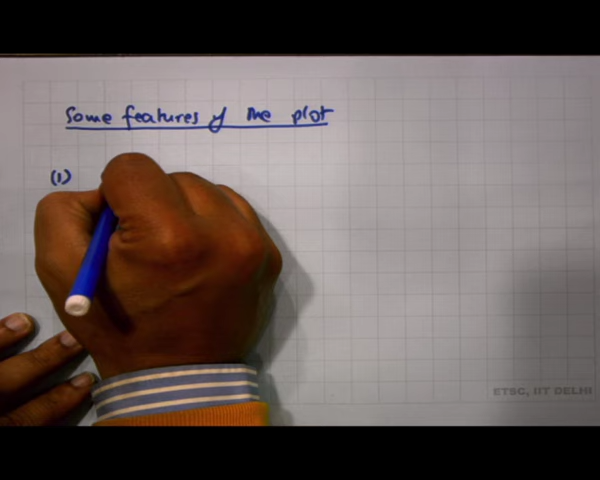 Some features of the plot
(1)
ETSC, IIT DELHI